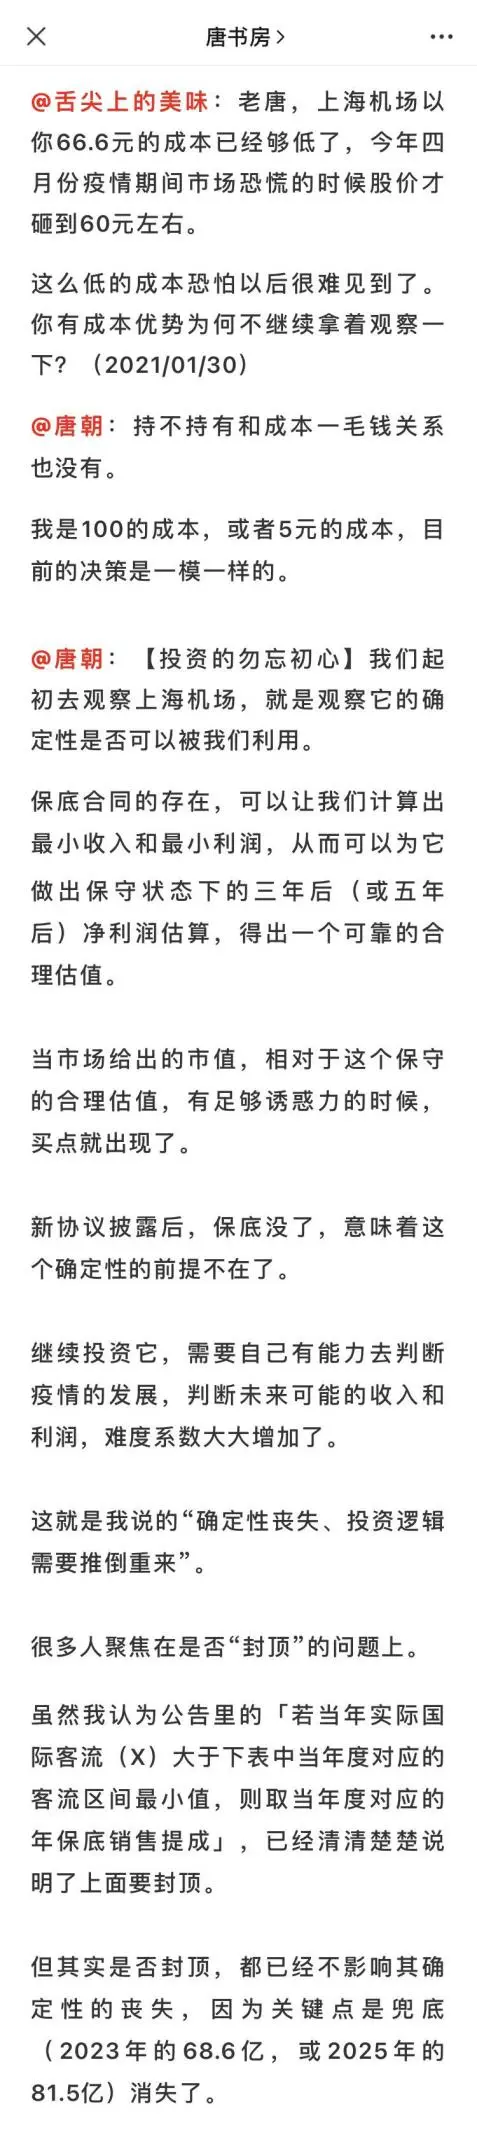 唐书房
@舌尖上的美味：老唐，上海机场以
你66.6元的成本已经够低了，今年四
月份疫情期间市场恐慌的时候股价才
砸到60元左右。
这么低的成本恐怕以后很难见到了。
你有成本优势为何不继续拿着观察一
下？（2021/01/30）
@唐朝：持不持有和成本一毛钱关系
也没有。
我是100的成本，或者5元的成本，目
前的决策是一模一样的。
@唐朝：【投资的勿忘初心】我们起
初去观察上海机场，就是观察它的确
定性是否可以被我们利用。
保底合同的存在，可以让我们计算出
最小收入和最小利润，从而可以为它
做出保守状态下的三年后（或五年
后）净利润估算，得出一个可靠的合
理估值。
当市场给出的市值，相对于这个保守
的合理估值，有足够诱惑力的时候，
买点就出现了。
新协议披露后，保底没了，意味着这
个确定性的前提不在了。
继续投资它，需要自己有能力去判断
疫情的发展，判断未来可能的收入和
利润，难度系数大大增加了。
这就是我说的“确定性丧失、投资逻辑
需要推倒重来”。
很多人聚焦在是否“封顶”的问题上。
虽然我认为公告里的「若当年实际国
际客流（X）大于下表中当年度对应的
客流区间最小值，则取当年度对应的
年保底销售提成」，已经清清楚楚说
明了上面要封顶。
但其实是否封顶，都已经不影响其确
定性的丧失，因为关键点是兜底
（2023年的68.6亿，或2025年的
81.5亿）消失了。